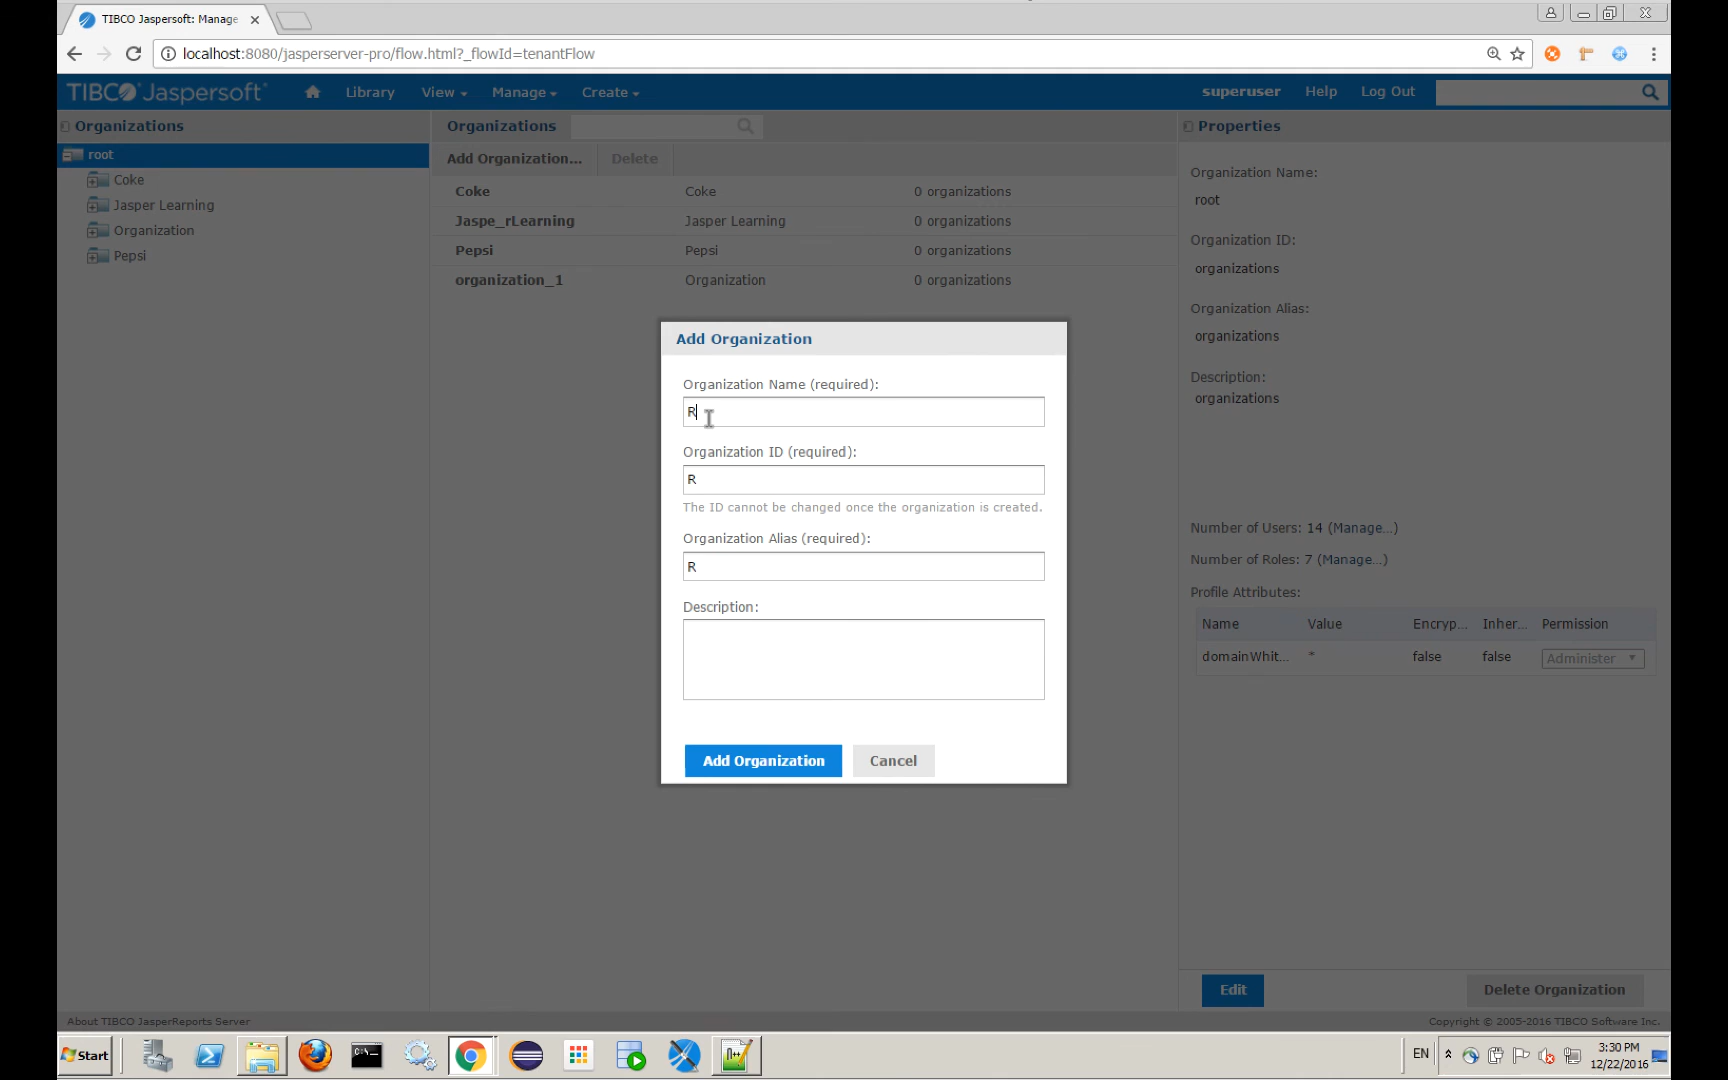 TIBCO Jaspersoft: Manage
localhost:8080/jasperserver-pro/flow.html?_flowId=tenantFlow
TIBCO Jaspersoft
Library
View
Manage
Create
superuser
Help
Log Out
Organizations
root
Coke
Jasper Learning
Organization
Pepsi
Organizations
Add Organization...
Delete
Coke Coke 0 organizations
Jaspe_rLearning Jasper Learning 0 organizations
Pepsi Pepsi 0 organizations
organization_1 Organization 0 organizations
Add Organization
Organization Name (required):
R
Organization ID (required):
R
The ID cannot be changed once the organization is created.
Organization Alias (required):
R
Description:
Add Organization
Cancel
Properties
Organization Name:
root
Organization ID:
organizations
Organization Alias:
organizations
Description:
organizations
Number of Users: 14 (Manage...)
Number of Roles: 7 (Manage...)
Profile Attributes:
Name Value Encryp... Inher... Permission
domainWhit... * false false Administer
Edit
Delete Organization
About TIBCO JasperReports Server
Copyright © 2005-2016 TIBCO Software Inc.
Start
N++
EN
3:30 PM
12/22/2016